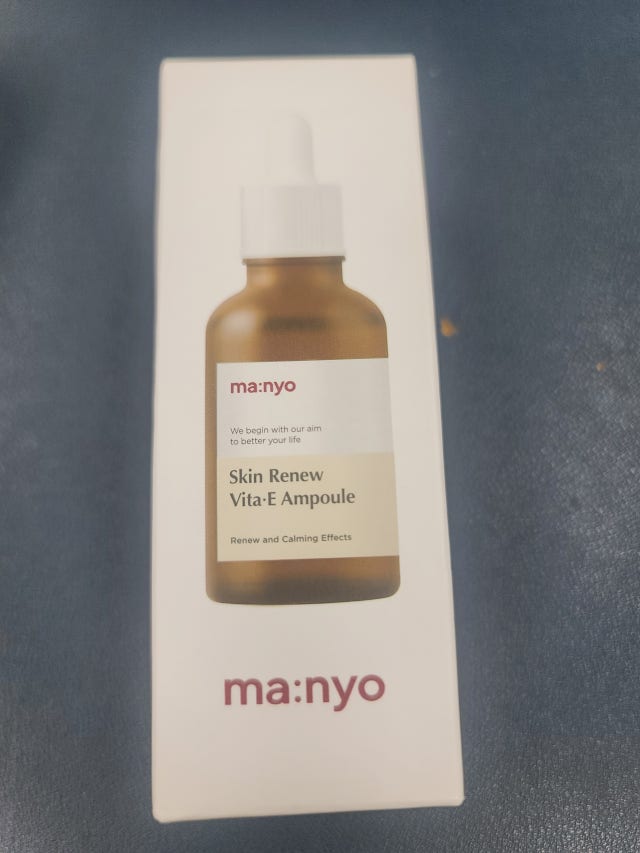 ma:nyo
We begin with our aim
to better your life
Skin Renew
Vita·E Ampoule
Renew and Calming Effects
ma:nyo